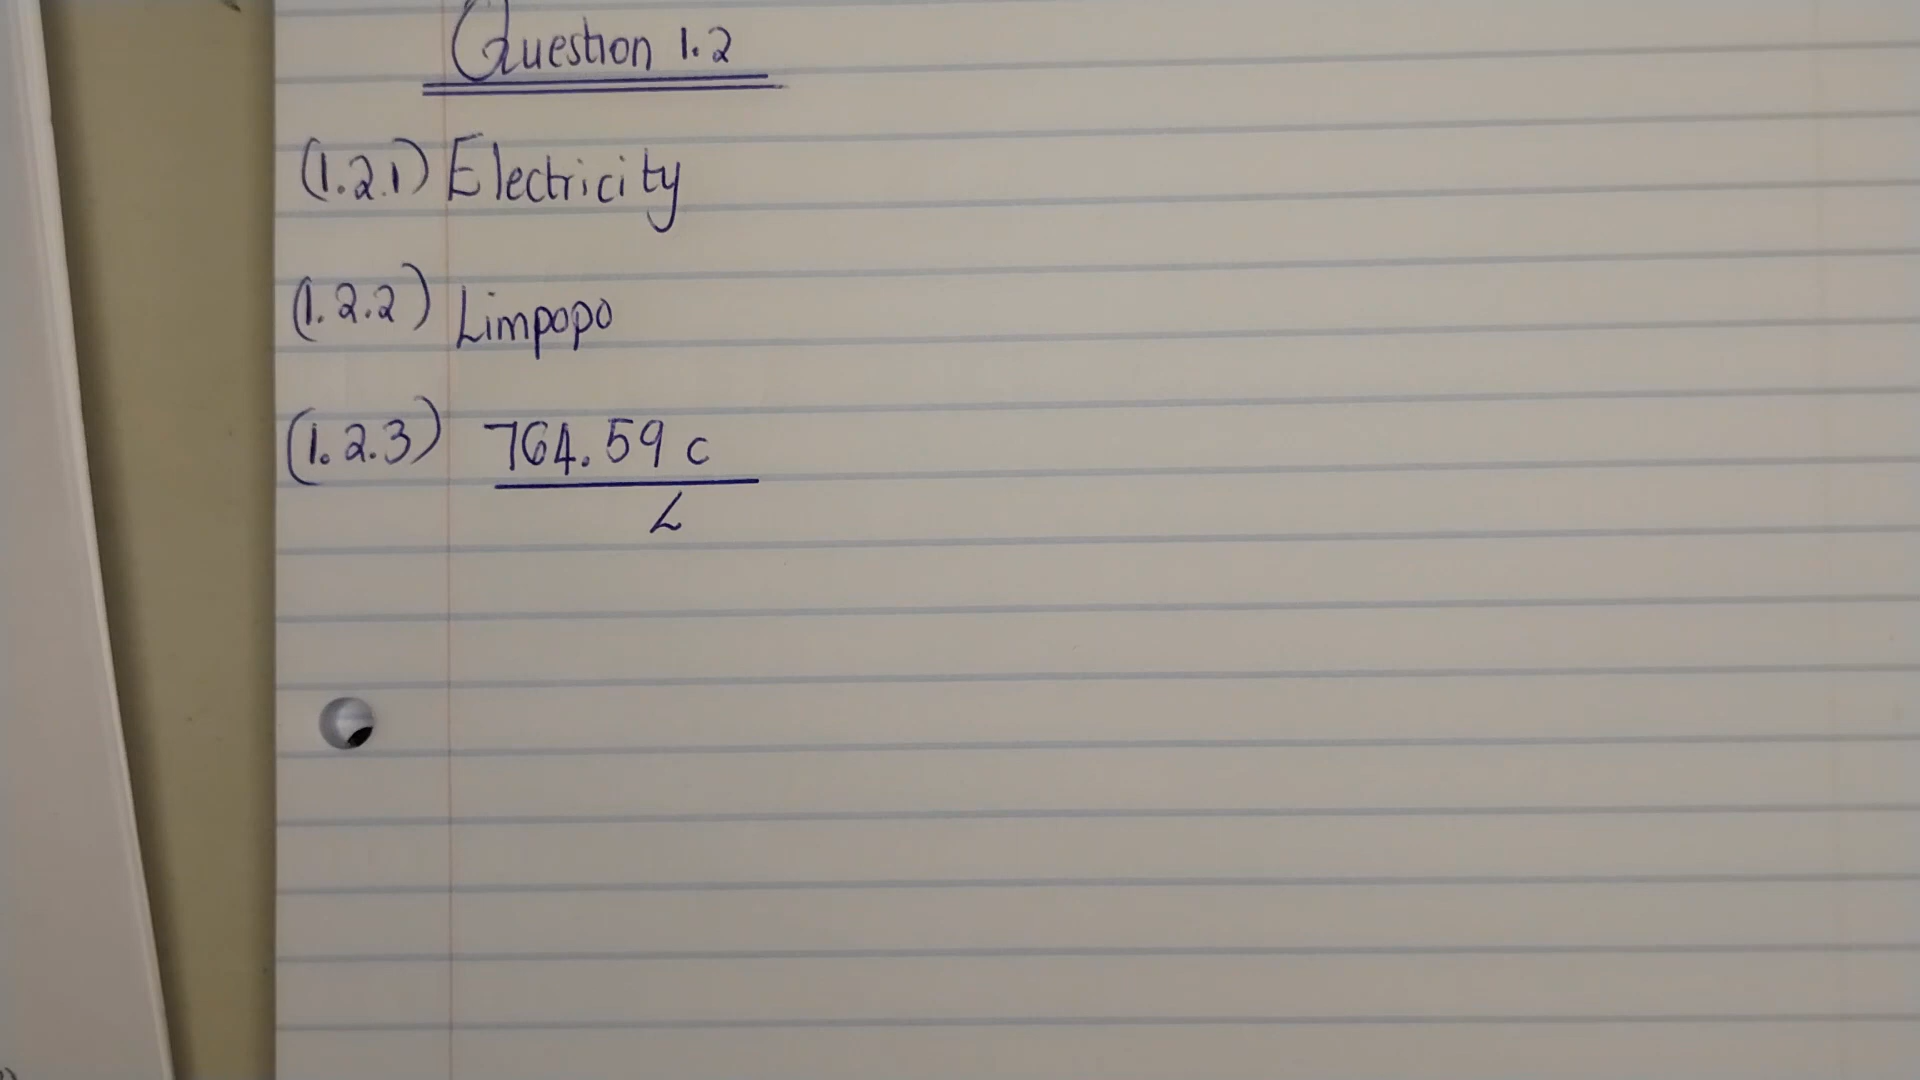 Question 1.2
(1.2.1) Electricity
(1.2.2) Limpopo
(1.2.3) 764.59 c
L